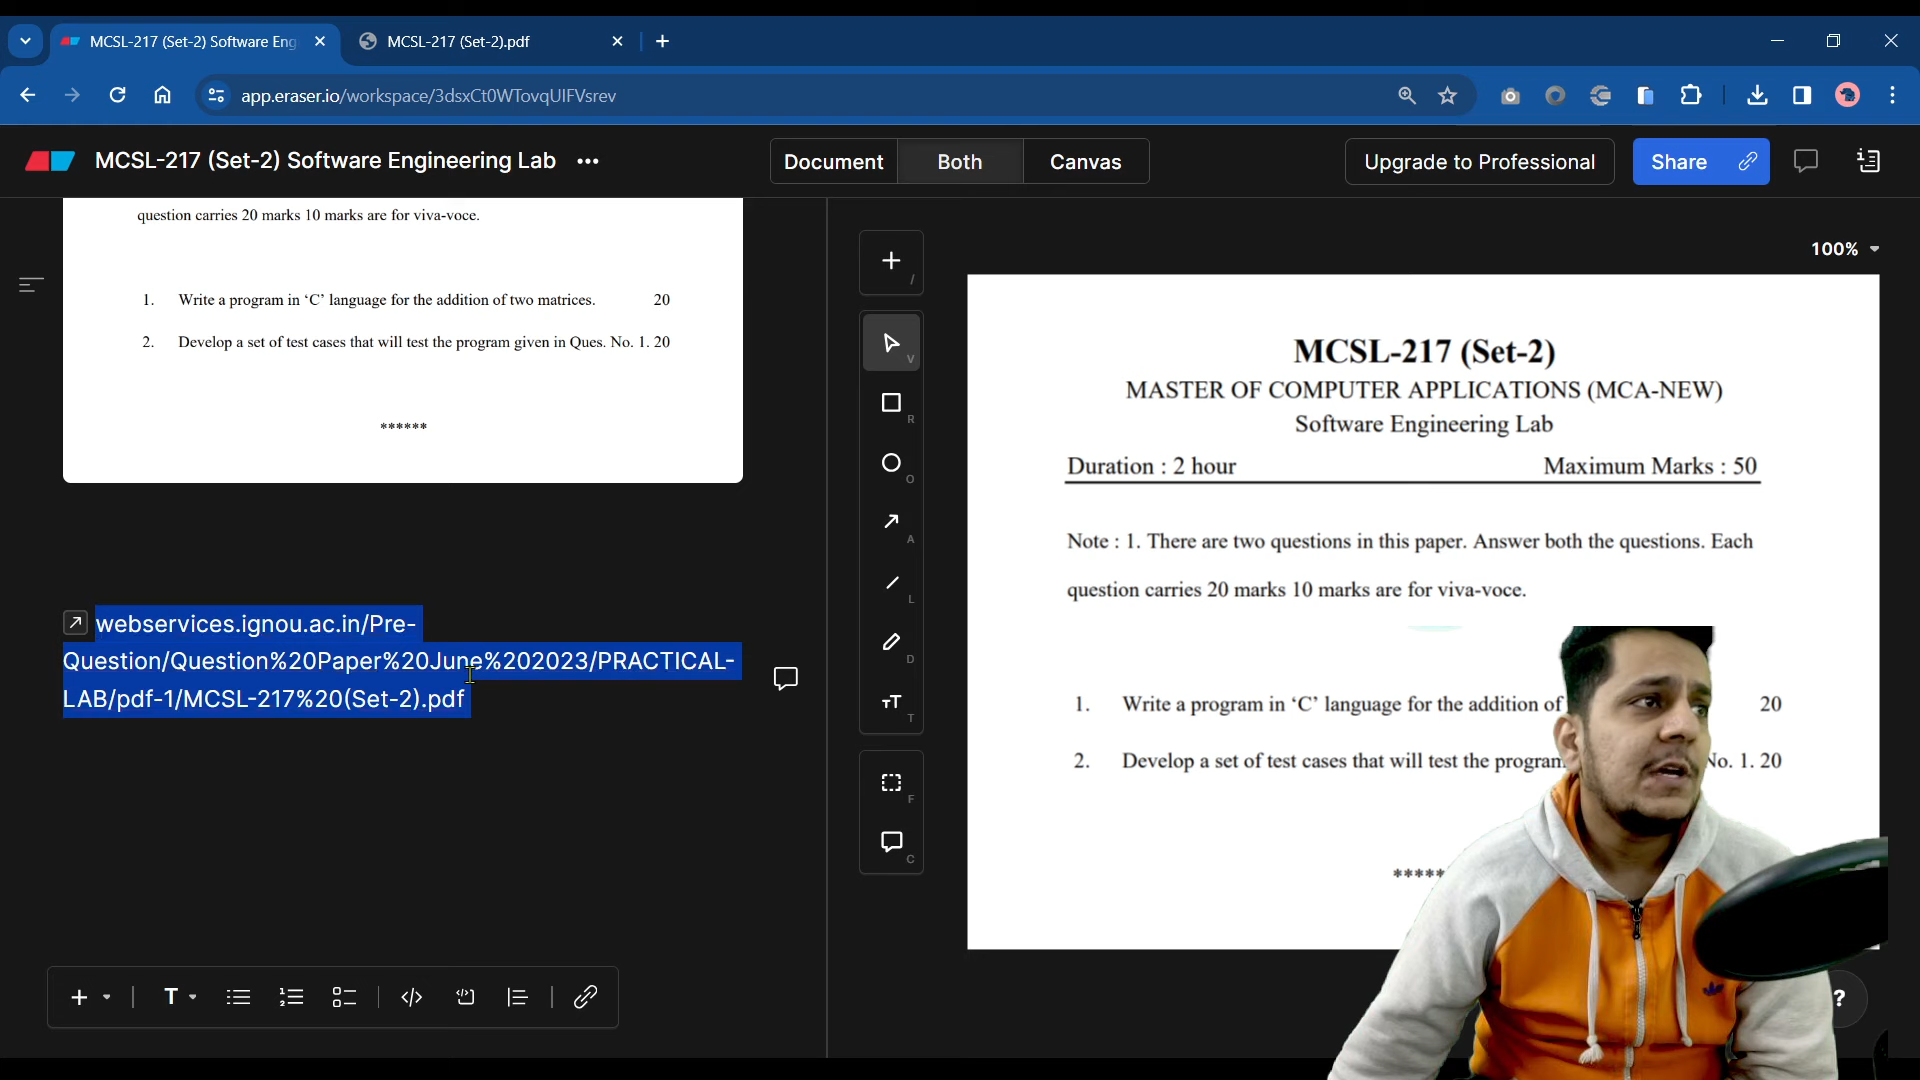 MCSL-217 (Set-2) Software Eng
MCSL-217 (Set-2).pdf
app.eraser.io/workspace/3dsxCt0WTovqUIFVsrev
MCSL-217 (Set-2) Software Engineering Lab
Document
Both
Canvas
Upgrade to Professional
Share
question carries 20 marks 10 marks are for viva-voce.
1. Write a program in ‘C’ language for the addition of two matrices. 20
2. Develop a set of test cases that will test the program given in Ques. No. 1. 20
******
webservices.ignou.ac.in/Pre-
Question/Question%20Paper%20June%202023/PRACTICAL-
LAB/pdf-1/MCSL-217%20(Set-2).pdf
T
/
V
R
O
A
L
D
TT
T
F
C
100%
MCSL-217 (Set-2)
MASTER OF COMPUTER APPLICATIONS (MCA-NEW)
Software Engineering Lab
Duration : 2 hour Maximum Marks : 50
Note : 1. There are two questions in this paper. Answer both the questions. Each
question carries 20 marks 10 marks are for viva-voce.
1. Write a program in ‘C’ language for the addition of 20
2. Develop a set of test cases that will test the program No. 1. 20
*****
?